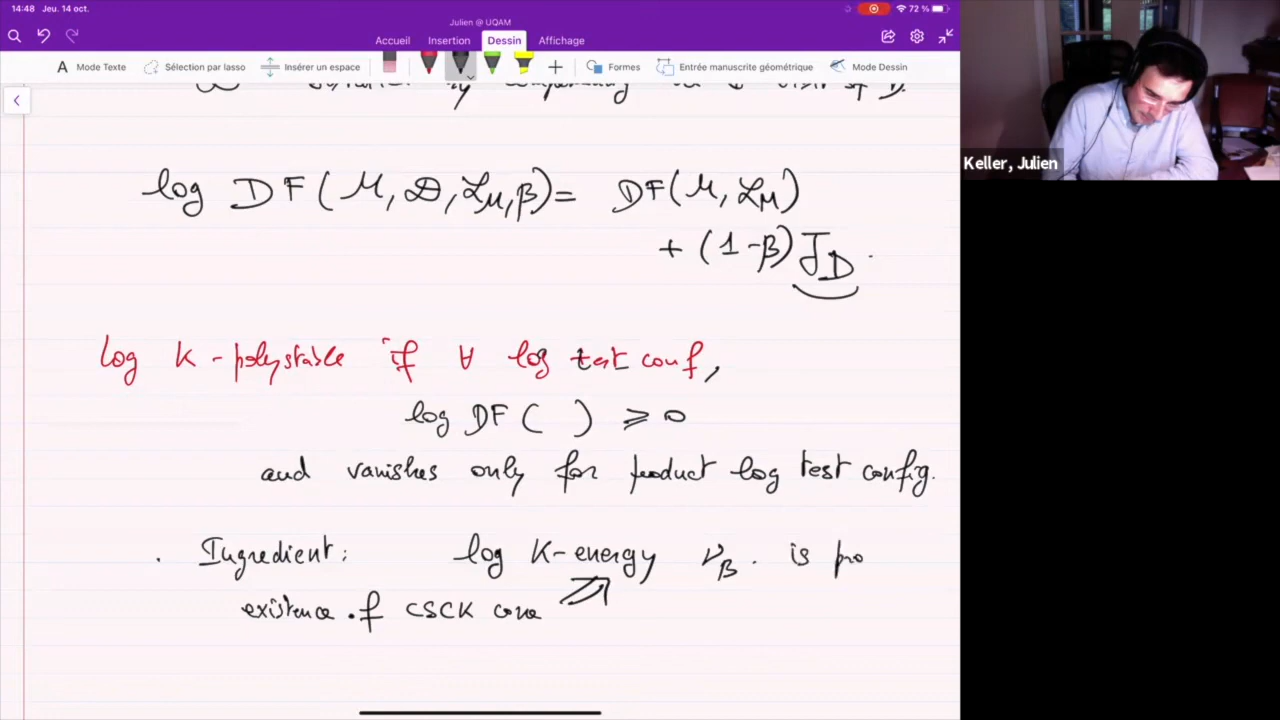 14:48 Jeu. 14 oct.
72 %
Julien @ UQAM
Accueil Insertion Dessin Affichage
A Mode Texte Sélection par lasso Insérer un espace Formes Entrée manuscrite géométrique Mode Dessin
by computing
Keller, Julien
log DF(M, D, L_M, β) = DF(M, L_M)
+ (1-β) J_D .
log K-polystable if ∀ log test conf,
log DF( ) ⩾ 0
and vanishes only for product log test config.
. Ingredient: log K-energy ν_β . is pro
existence of CSCK cone ⇗